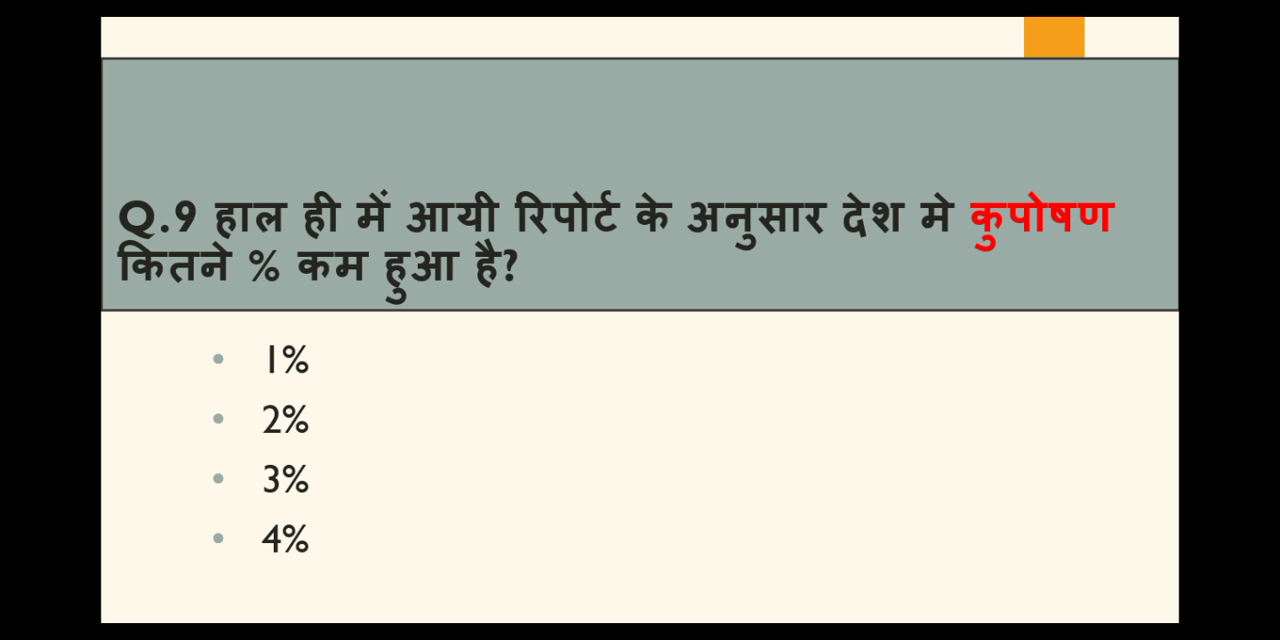 Q.9 हाल ही में आयी रिपोर्ट के अनुसार देश मे कुपोषण
कितने % कम हुआ है?
• 1%
• 2%
• 3%
• 4%